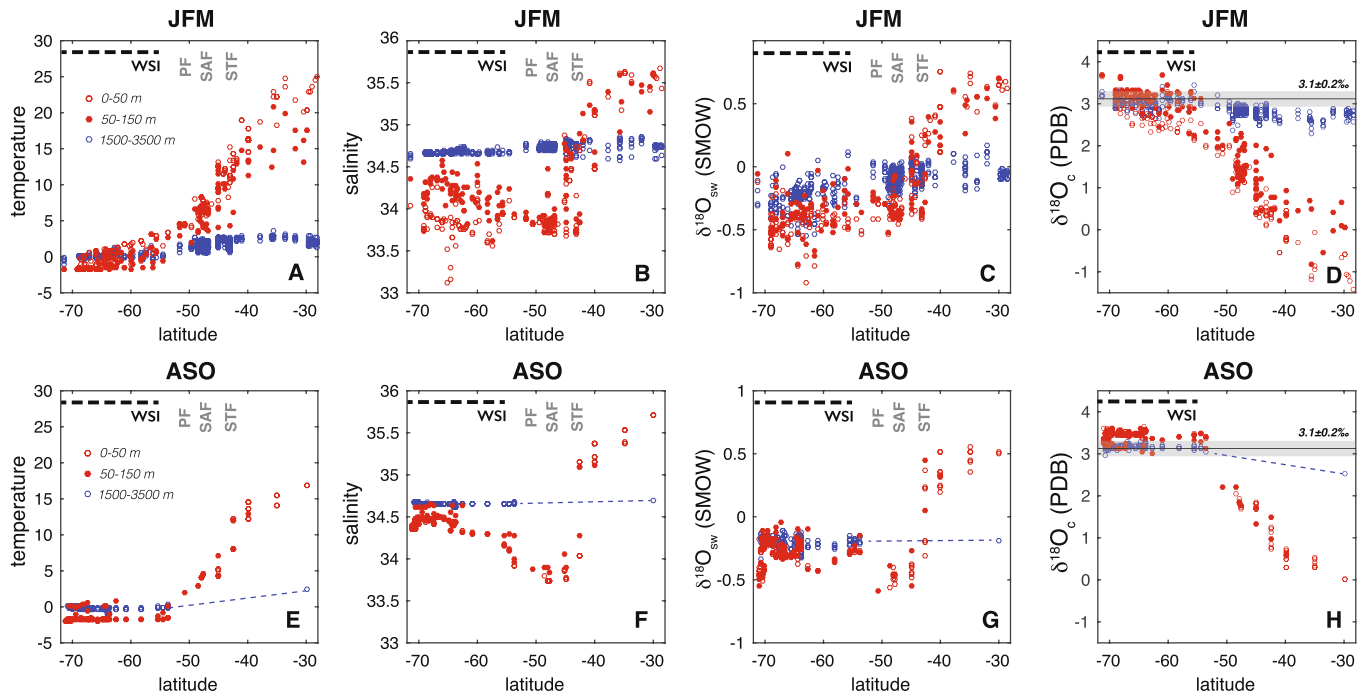 JFM
30
25
20
15
10
5
0
-5
temperature
WSI
PF
SAF
STF
0-50 m
50-150 m
1500-3500 m
A
-70 -60 -50 -40 -30
latitude
JFM
36
35.5
35
34.5
34
33.5
33
salinity
WSI
PF
SAF
STF
B
-70 -60 -50 -40 -30
latitude
JFM
0.5
0
-0.5
-1
δ¹⁸Osw (SMOW)
WSI
PF
SAF
STF
C
-70 -60 -50 -40 -30
latitude
JFM
4
3
2
1
0
-1
δ¹⁸Oc (PDB)
WSI
3.1±0.2‰
D
-70 -60 -50 -40 -30
latitude
ASO
30
25
20
15
10
5
0
-5
temperature
WSI
PF
SAF
STF
0-50 m
50-150 m
1500-3500 m
E
-70 -60 -50 -40 -30
latitude
ASO
36
35.5
35
34.5
34
33.5
33
salinity
WSI
PF
SAF
STF
F
-70 -60 -50 -40 -30
latitude
ASO
1
0.5
0
-0.5
-1
δ¹⁸Osw (SMOW)
WSI
PF
SAF
STF
G
-70 -60 -50 -40 -30
latitude
ASO
4
3
2
1
0
-1
δ¹⁸Oc (PDB)
WSI
3.1±0.2‰
H
-70 -60 -50 -40 -30
latitude